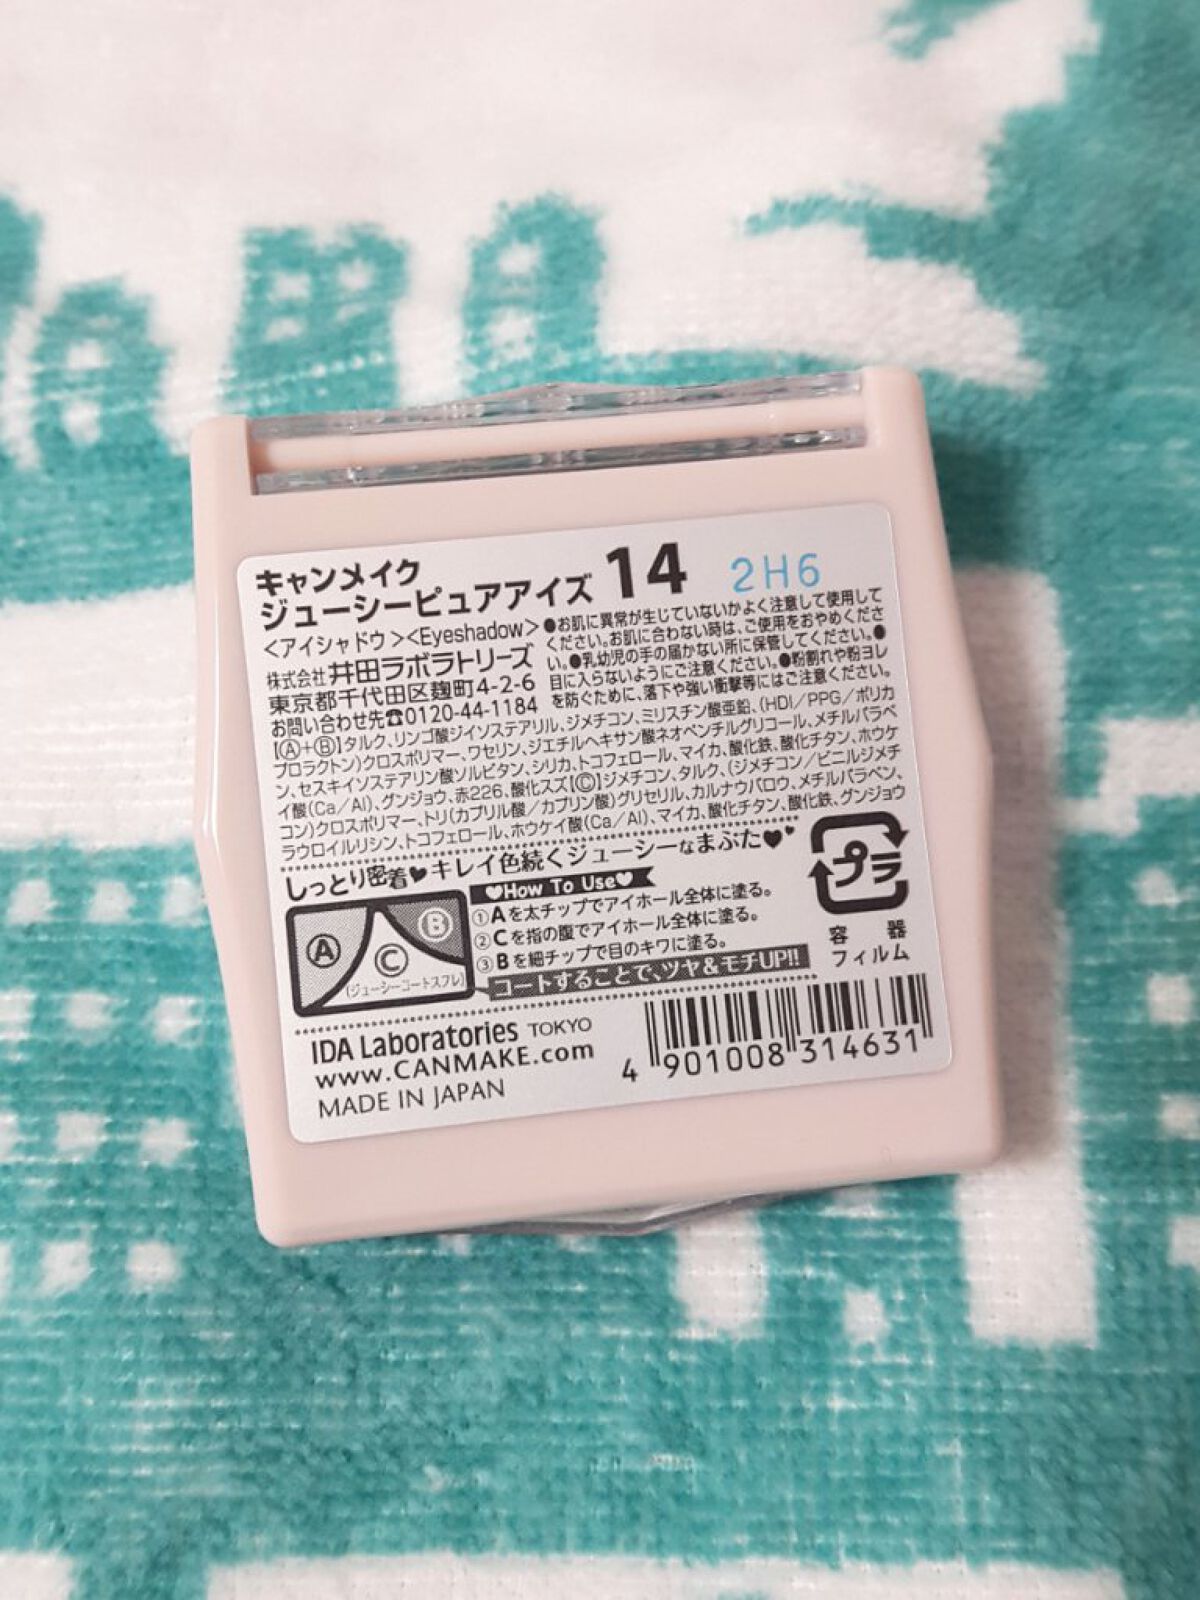 キャンメイク
ジューシーピュアアイズ 14
2H6
<アイシャドウ><Eyeshadow>
株式会社 井田ラボラトリーズ
東京都千代田区麹町4-2-6
お問い合わせ先☎0120-44-1184
●お肌に異常が生じていないかよく注意して使用して
ください。お肌に合わない時は、ご使用をおやめくださ
い。●乳幼児の手の届かない所に保管してください。●
目に入らないようにご注意ください。●粉割れや粉ヨレ
を防ぐために、落下や強い衝撃等にはご注意ください。
【Ⓐ+Ⓑ】タルク、リンゴ酸ジイソステアリル、ジメチコン、ミリスチン酸亜鉛、(HDI/PPG/ポリカ
プロラクトン)クロスポリマー、ワセリン、ジエチルヘキサン酸ネオペンチルグリコール、メチルパラベ
ン、セスキイソステアリン酸ソルビタン、シリカ、トコフェロール、マイカ、酸化鉄、酸化チタン、ホウケ
イ酸(Ca/Al)、グンジョウ、赤226、酸化スズ【Ⓒ】ジメチコン、タルク、(ジメチコン/ビニルジメチ
コン)クロスポリマー、トリ(カプリル酸/カプリン酸)グリセリル、カルナウバロウ、メチルパラベン、
ラウロイルリシン、トコフェロール、ホウケイ酸(Ca/Al)、マイカ、酸化チタン、酸化鉄、グンジョウ
しっとり密着♥キレイ色続くジューシーなまぶた♥♥
♥How To Use♥
①Aを太チップでアイホール全体に塗る。
②Cを指の腹でアイホール全体に塗る。
③Bを細チップで目のキワに塗る。
コートすることで、ツヤ&モチUP!!
Ⓐ
Ⓑ
Ⓒ
(ジューシーコートスフレ)
プラ
容器
フィルム
IDA Laboratories TOKYO
www.CANMAKE.com
MADE IN JAPAN
4 901008 314631